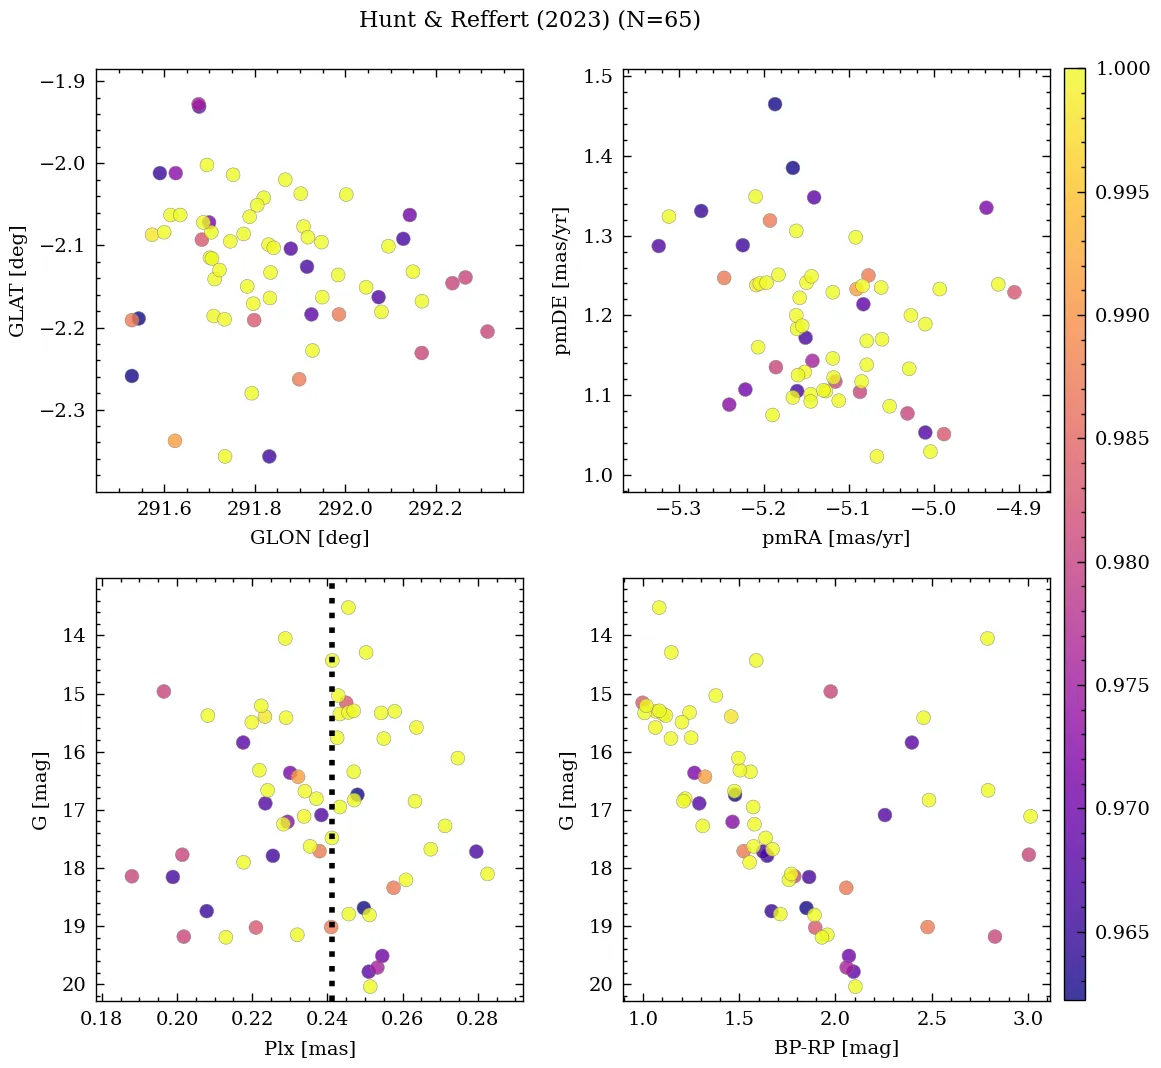 Hunt & Reffert (2023) (N=65)
−1.9
−2.0
−2.1
−2.2
−2.3
GLAT [deg]
291.6 291.8 292.0 292.2
GLON [deg]
1.5
1.4
1.3
1.2
1.1
1.0
pmDE [mas/yr]
−5.3 −5.2 −5.1 −5.0 −4.9
pmRA [mas/yr]
14
15
16
17
18
19
20
G [mag]
0.18 0.20 0.22 0.24 0.26 0.28
Plx [mas]
14
15
16
17
18
19
20
G [mag]
1.0 1.5 2.0 2.5 3.0
BP-RP [mag]
1.000
0.995
0.990
0.985
0.980
0.975
0.970
0.965